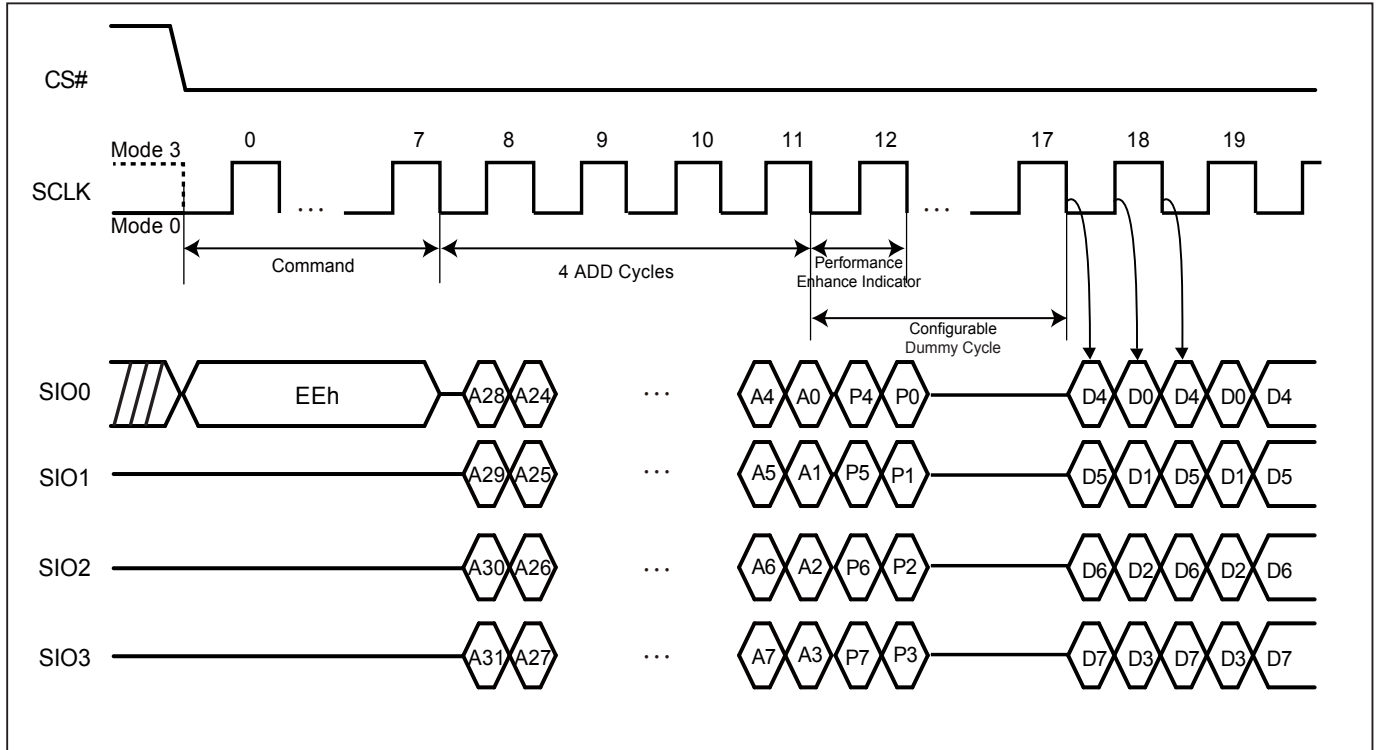 CS#
0 7 8 9 10 11 12 17 18 19
Mode 3
SCLK
... ...
Mode 0
Command
4 ADD Cycles
Performance
Enhance Indicator
Configurable
Dummy Cycle
SIO0 EEh A28 A24 ... A4 A0 P4 P0 D4 D0 D4 D0 D4
SIO1 A29 A25 ... A5 A1 P5 P1 D5 D1 D5 D1 D5
SIO2 A30 A26 ... A6 A2 P6 P2 D6 D2 D6 D2 D6
SIO3 A31 A27 ... A7 A3 P7 P3 D7 D3 D7 D3 D7